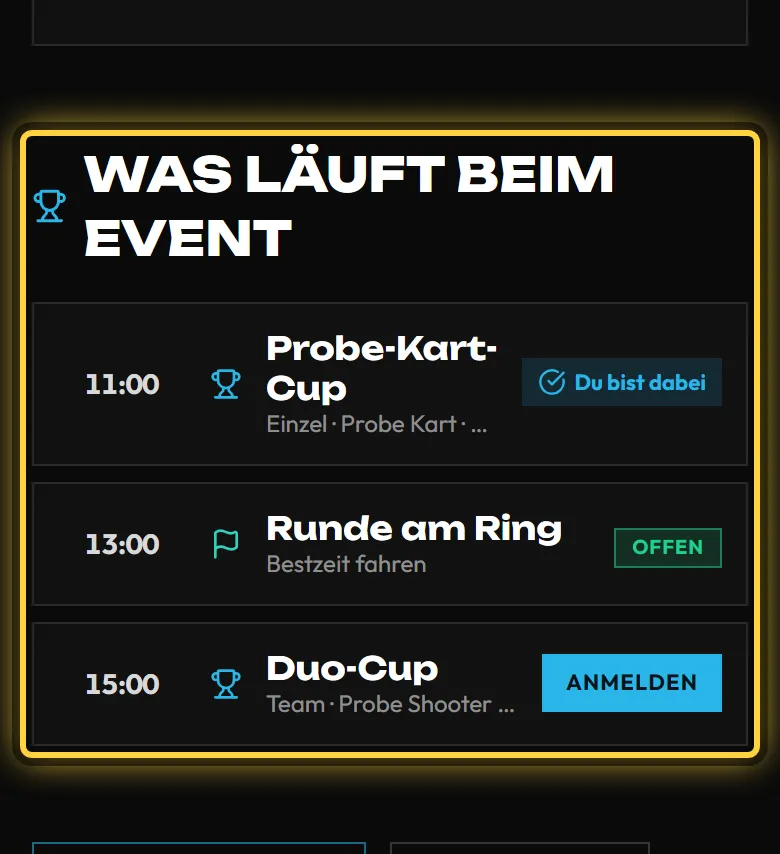 WAS LÄUFT BEIM
EVENT
11:00
Probe-Kart-
Cup
Einzel · Probe Kart · ...
Du bist dabei
13:00
Runde am Ring
Bestzeit fahren
OFFEN
15:00
Duo-Cup
Team · Probe Shooter ...
ANMELDEN